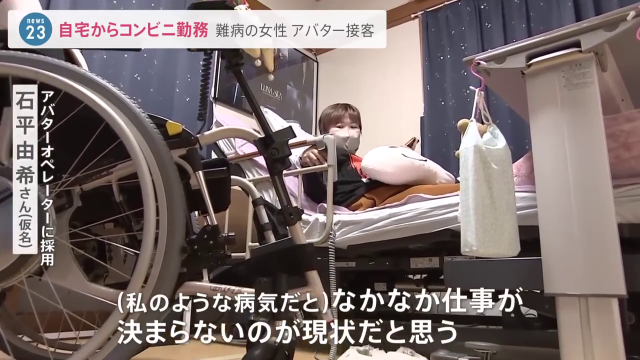 news
23
自宅からコンビニ勤務 難病の女性 アバター接客
アバターオペレーターに採用
石平由希さん(仮名)
(私のような病気だと)なかなか仕事が
決まらないのが現状だと思う